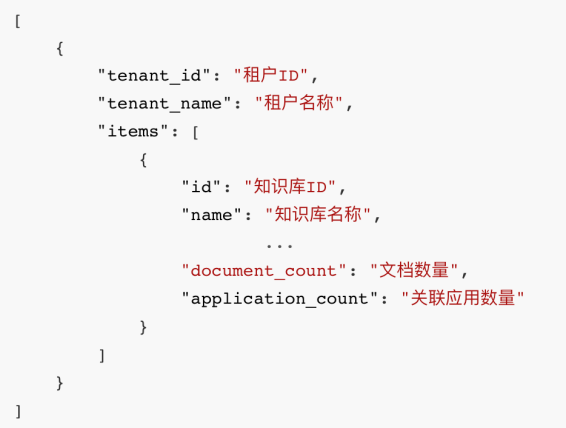 [
    {
        "tenant_id": "租户ID",
        "tenant_name": "租户名称",
        "items": [
            {
                "id": "知识库ID",
                "name": "知识库名称",
                        ...
                "document_count": "文档数量",
                "application_count": "关联应用数量"
            }
        ]
    }
]